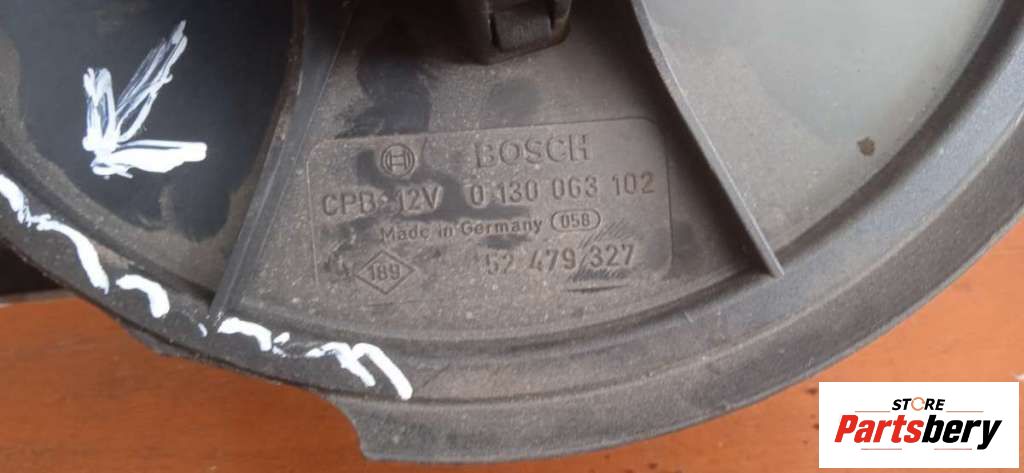 BOSCH
CPB 12V 0 130 063 102
Made in Germany 058
189 52 479 327
STORE
Partsbery